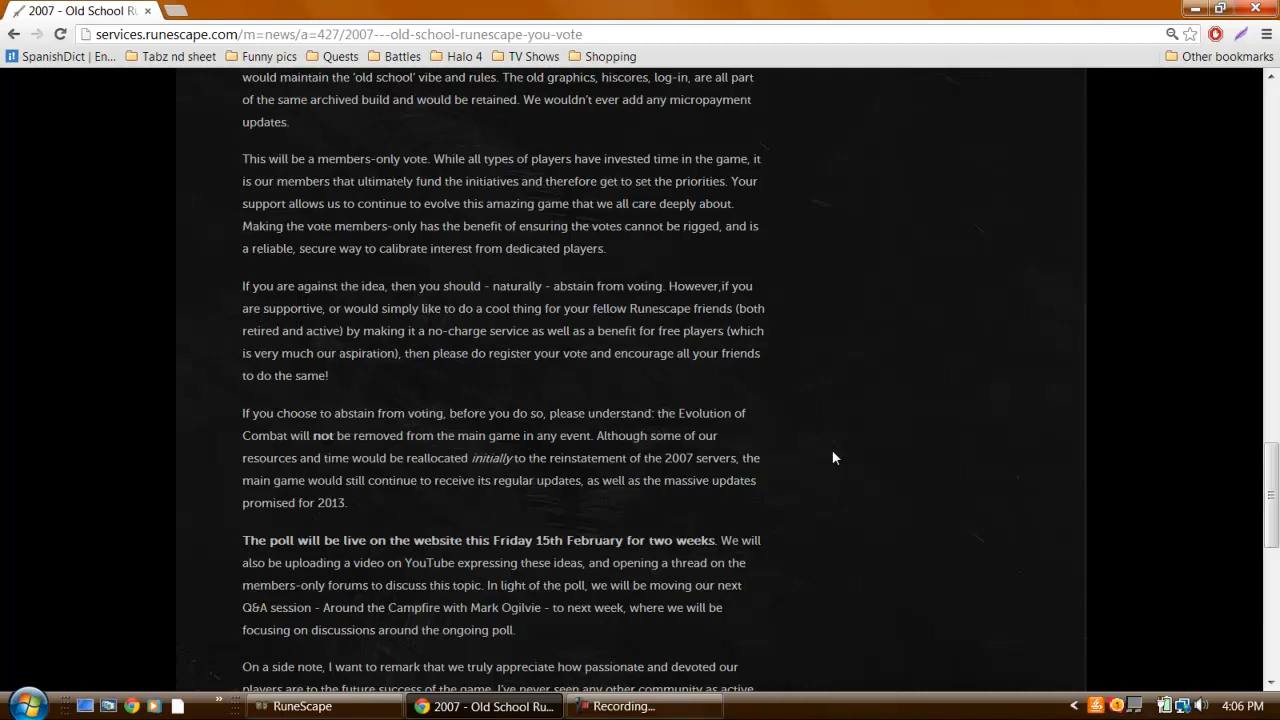 2007 - Old School Ru
services.runescape.com/m=news/a=427/2007---old-school-runescape-you-vote
SpanishDict | En... Tabz nd sheet Funny pics Quests Battles Halo 4 TV Shows Shopping Other bookmarks
would maintain the 'old school' vibe and rules. The old graphics, hiscores, log-in, are all part
of the same archived build and would be retained. We wouldn't ever add any micropayment
updates.
This will be a members-only vote. While all types of players have invested time in the game, it
is our members that ultimately fund the initiatives and therefore get to set the priorities. Your
support allows us to continue to evolve this amazing game that we all care deeply about.
Making the vote members-only has the benefit of ensuring the votes cannot be rigged, and is
a reliable, secure way to calibrate interest from dedicated players.
If you are against the idea, then you should - naturally - abstain from voting. However,if you
are supportive, or would simply like to do a cool thing for your fellow Runescape friends (both
retired and active) by making it a no-charge service as well as a benefit for free players (which
is very much our aspiration), then please do register your vote and encourage all your friends
to do the same!
If you choose to abstain from voting, before you do so, please understand: the Evolution of
Combat will not be removed from the main game in any event. Although some of our
resources and time would be reallocated initially to the reinstatement of the 2007 servers, the
main game would still continue to receive its regular updates, as well as the massive updates
promised for 2013.
The poll will be live on the website this Friday 15th February for two weeks. We will
also be uploading a video on YouTube expressing these ideas, and opening a thread on the
members-only forums to discuss this topic. In light of the poll, we will be moving our next
Q&A session - Around the Campfire with Mark Ogilvie - to next week, where we will be
focusing on discussions around the ongoing poll.
On a side note, I want to remark that we truly appreciate how passionate and devoted our
players are to the future success of the game. I've never seen any other community as active
RuneScape 2007 - Old School Ru... Recording... 4:06 PM